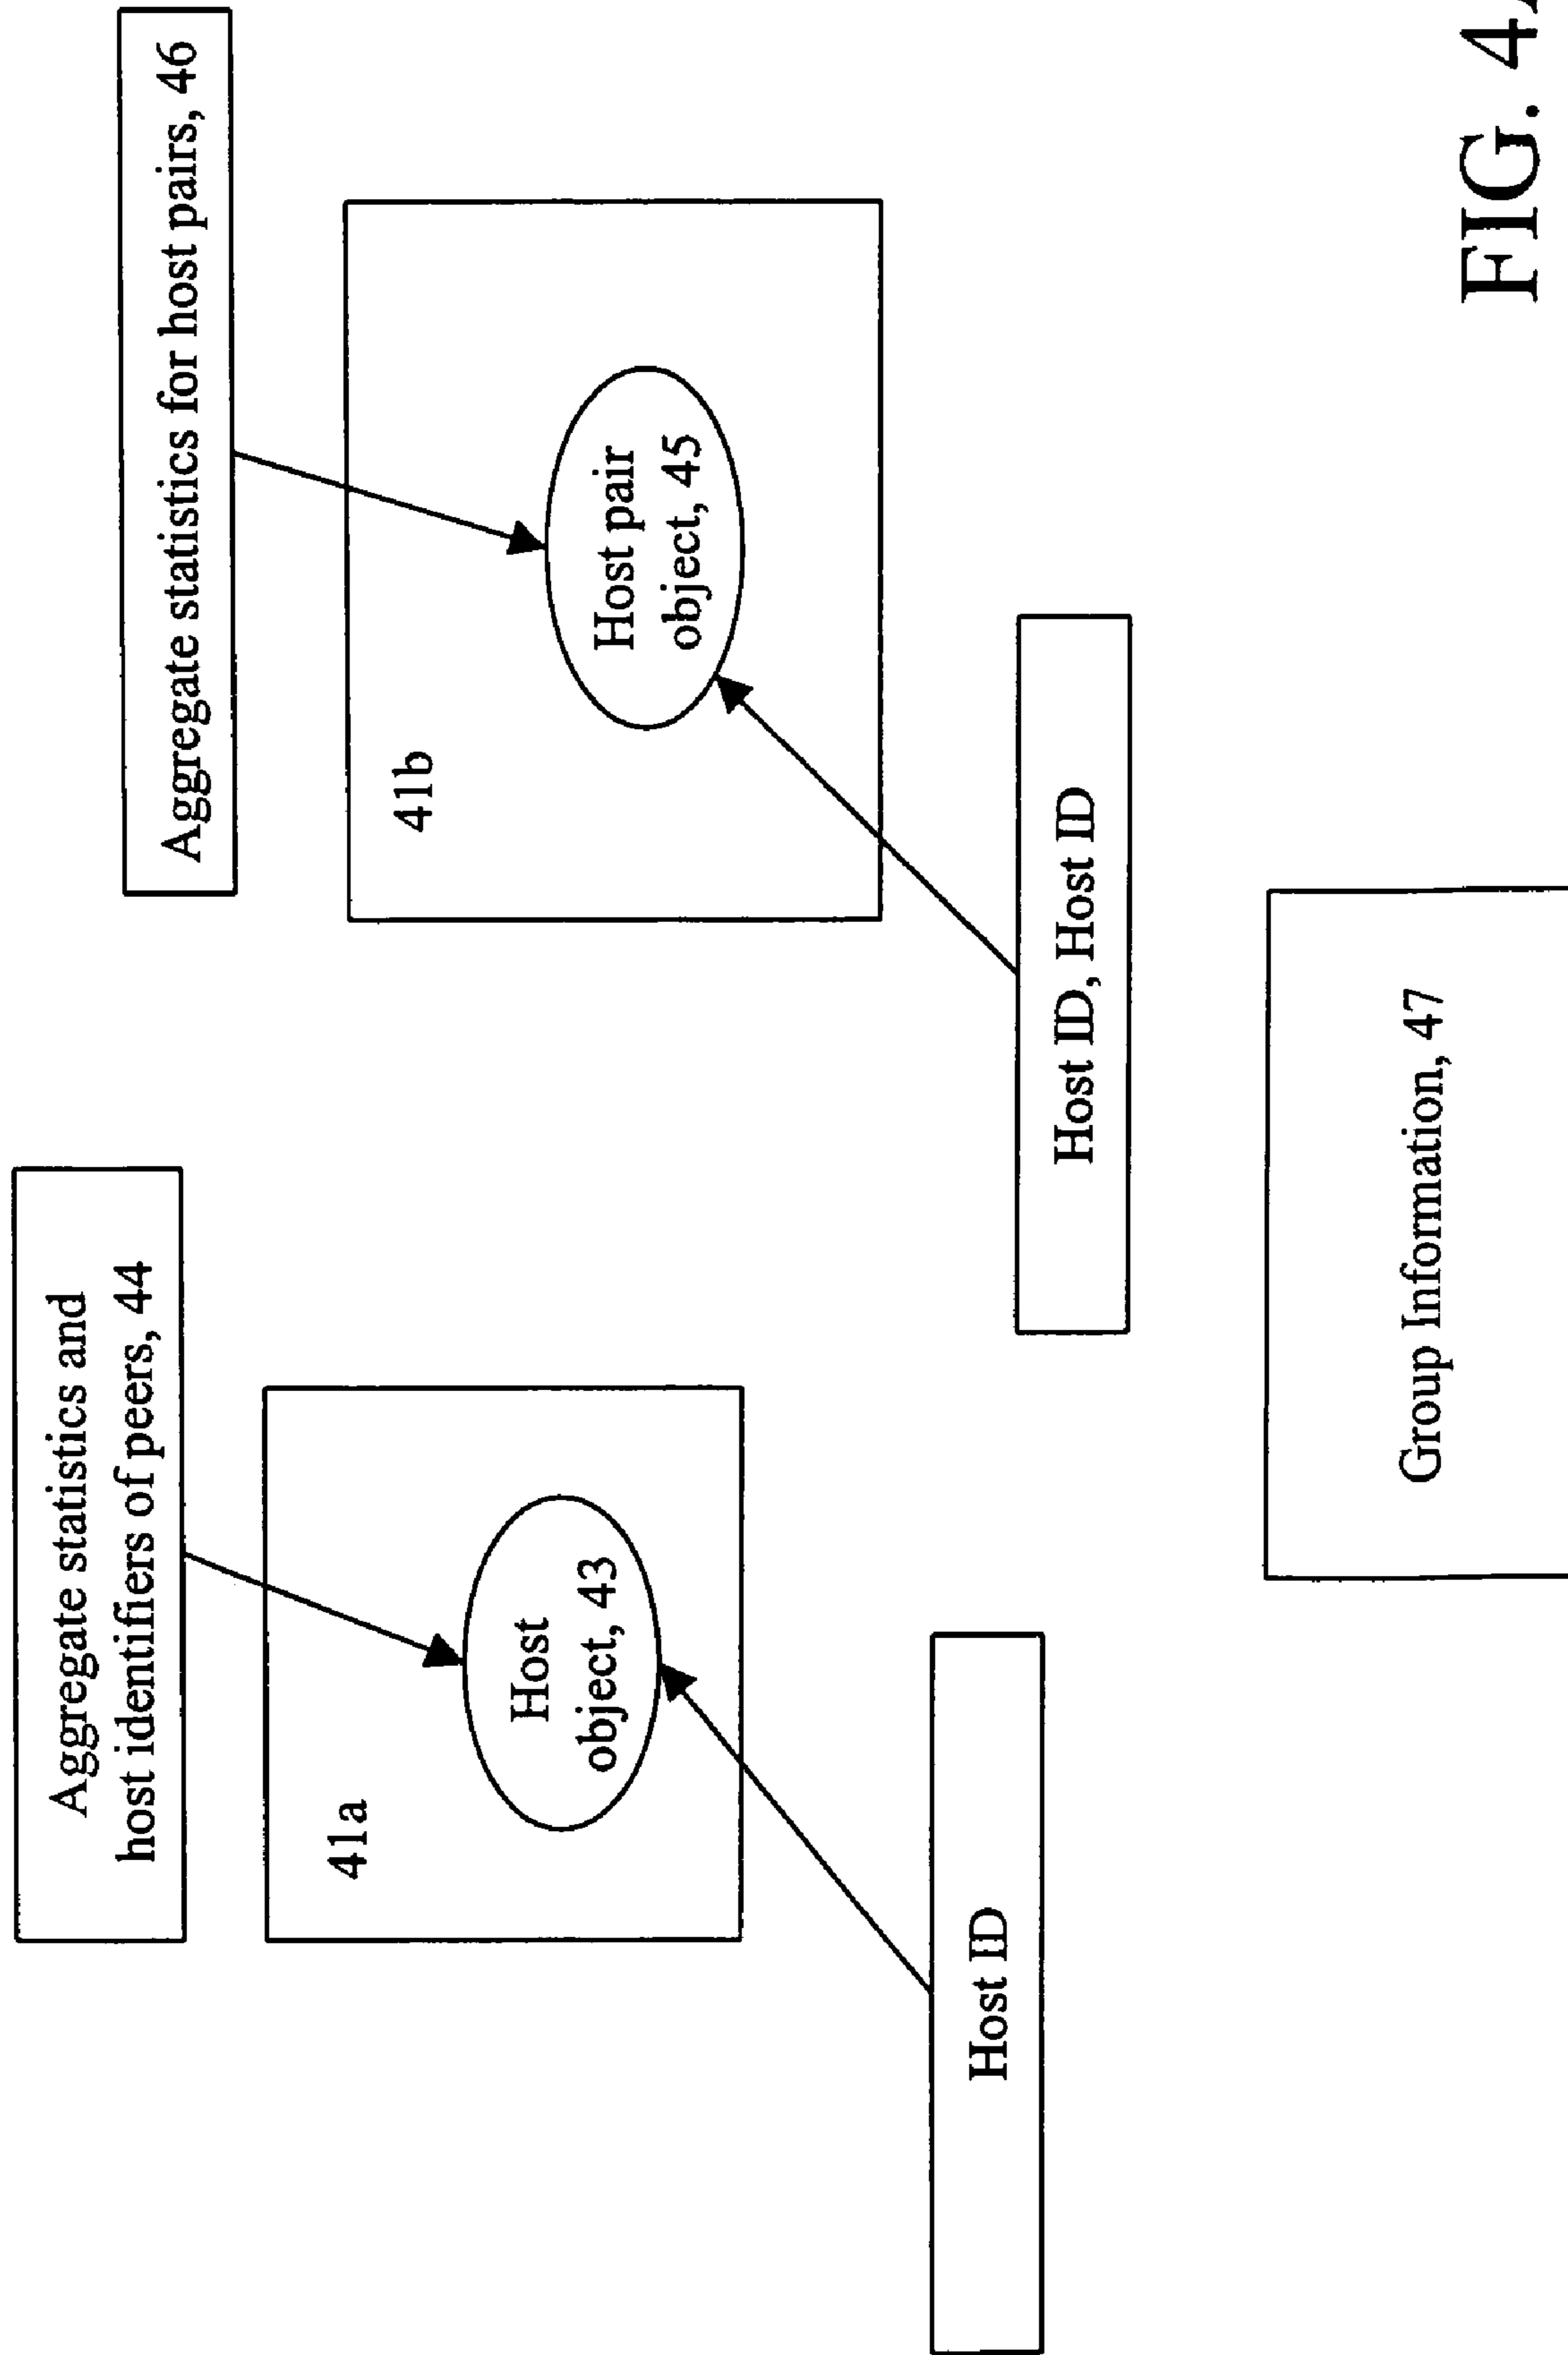 Aggregate statistics and
host identifiers of peers, 44
Aggregate statistics for host pairs, 46
41a
Host
object, 43
41b
Host pair
object, 45
Host ID
Host ID, Host ID
Group Information, 47
FIG. 4